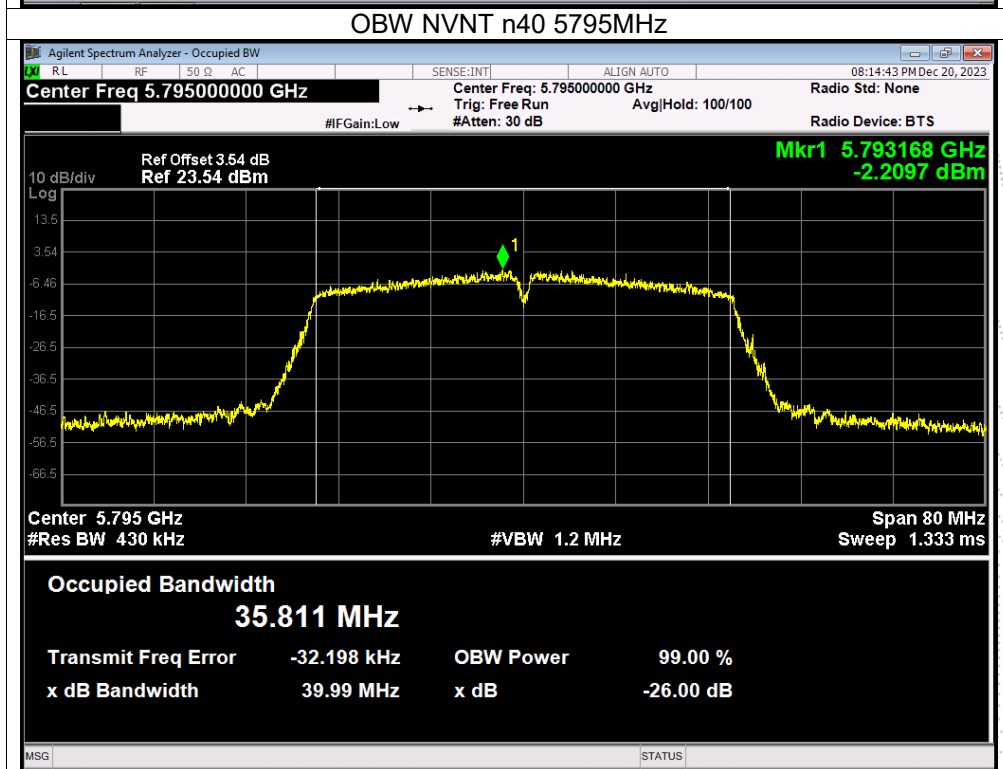 OBW NVNT n40 5795MHz
Agilent Spectrum Analyzer - Occupied BW
LXI RL RF 50 Ω AC SENSE:INT ALIGN AUTO 08:14:43 PM Dec 20, 2023
Center Freq 5.795000000 GHz Center Freq: 5.795000000 GHz Radio Std: None
Trig: Free Run Avg|Hold: 100/100
#IFGain:Low #Atten: 30 dB Radio Device: BTS
Mkr1 5.793168 GHz
-2.2097 dBm
Ref Offset 3.54 dB
10 dB/div Ref 23.54 dBm
Log
13.5
1
3.54
-6.46
-16.5
-26.5
-36.5
-46.5
-56.5
-66.5
Center 5.795 GHz Span 80 MHz
#Res BW 430 kHz #VBW 1.2 MHz Sweep 1.333 ms
Occupied Bandwidth
35.811 MHz
Transmit Freq Error -32.198 kHz OBW Power 99.00 %
x dB Bandwidth 39.99 MHz x dB -26.00 dB
MSG STATUS